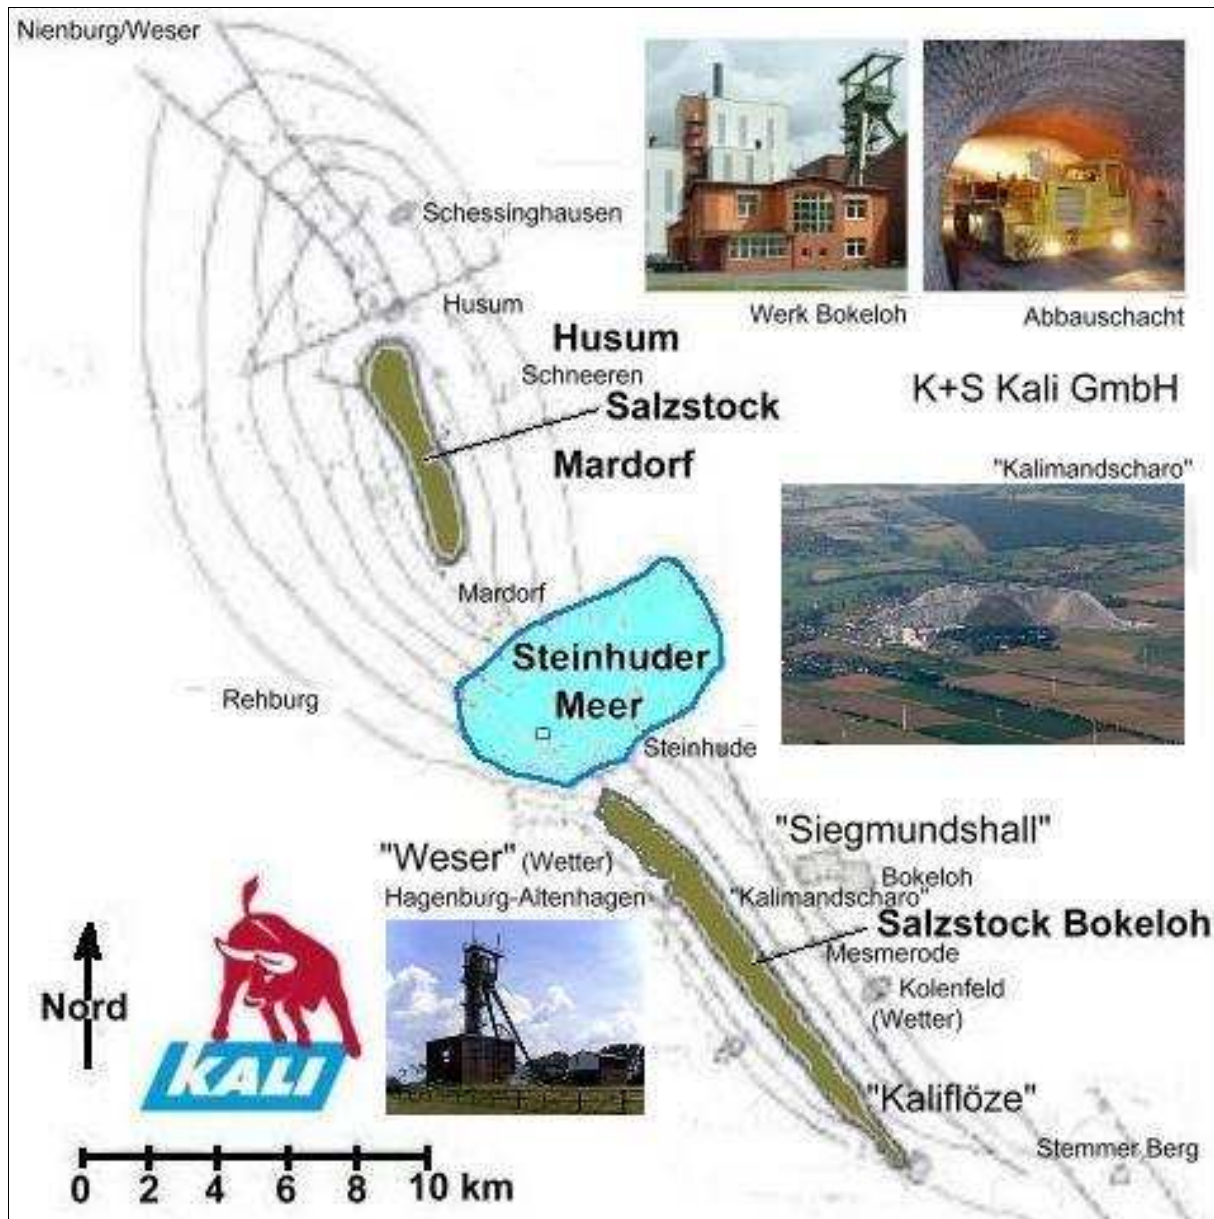 Nienburg/Weser
Schessinghausen
Husum
Werk Bokeloh
Abbauschacht
Husum
Schneeren
Salzstock
Mardorf
K+S Kali GmbH
"Kalimandscharo"
Mardorf
Steinhuder
Meer
Rehburg
Steinhude
"Siegmundshall"
"Weser" (Wetter)
Hagenburg-Altenhagen
Bokeloh
"Kalimandscharo"
Salzstock Bokeloh
Mesmerode
Kolenfeld
(Wetter)
Nord
KALI
"Kaliflöze"
Stemmer Berg
0 2 4 6 8 10 km